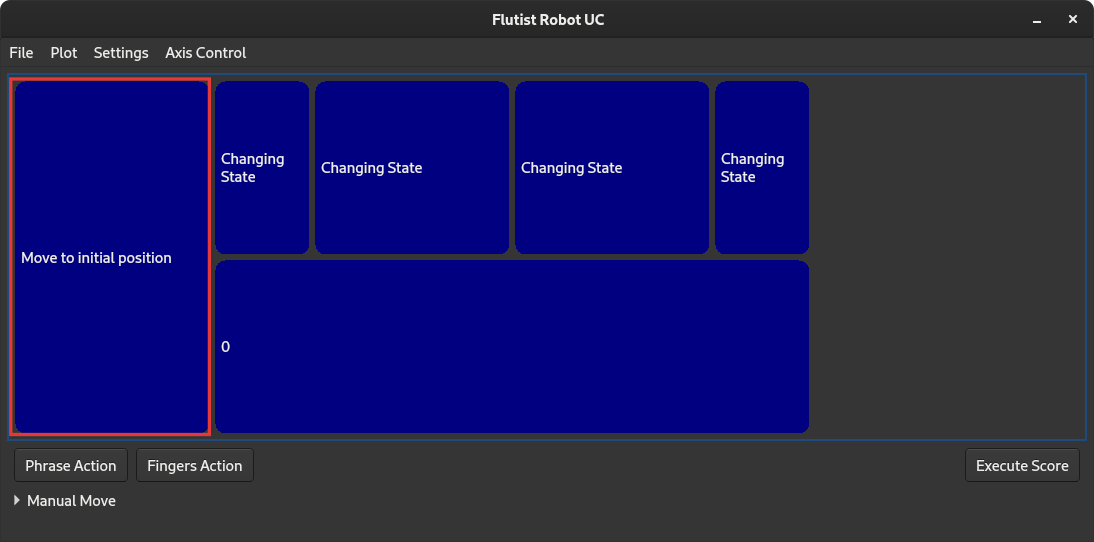 Flutist Robot UC
File Plot Settings Axis Control
Move to initial position
Changing
State
Changing State
Changing State
Changing
State
0
Phrase Action Fingers Action Execute Score
Manual Move